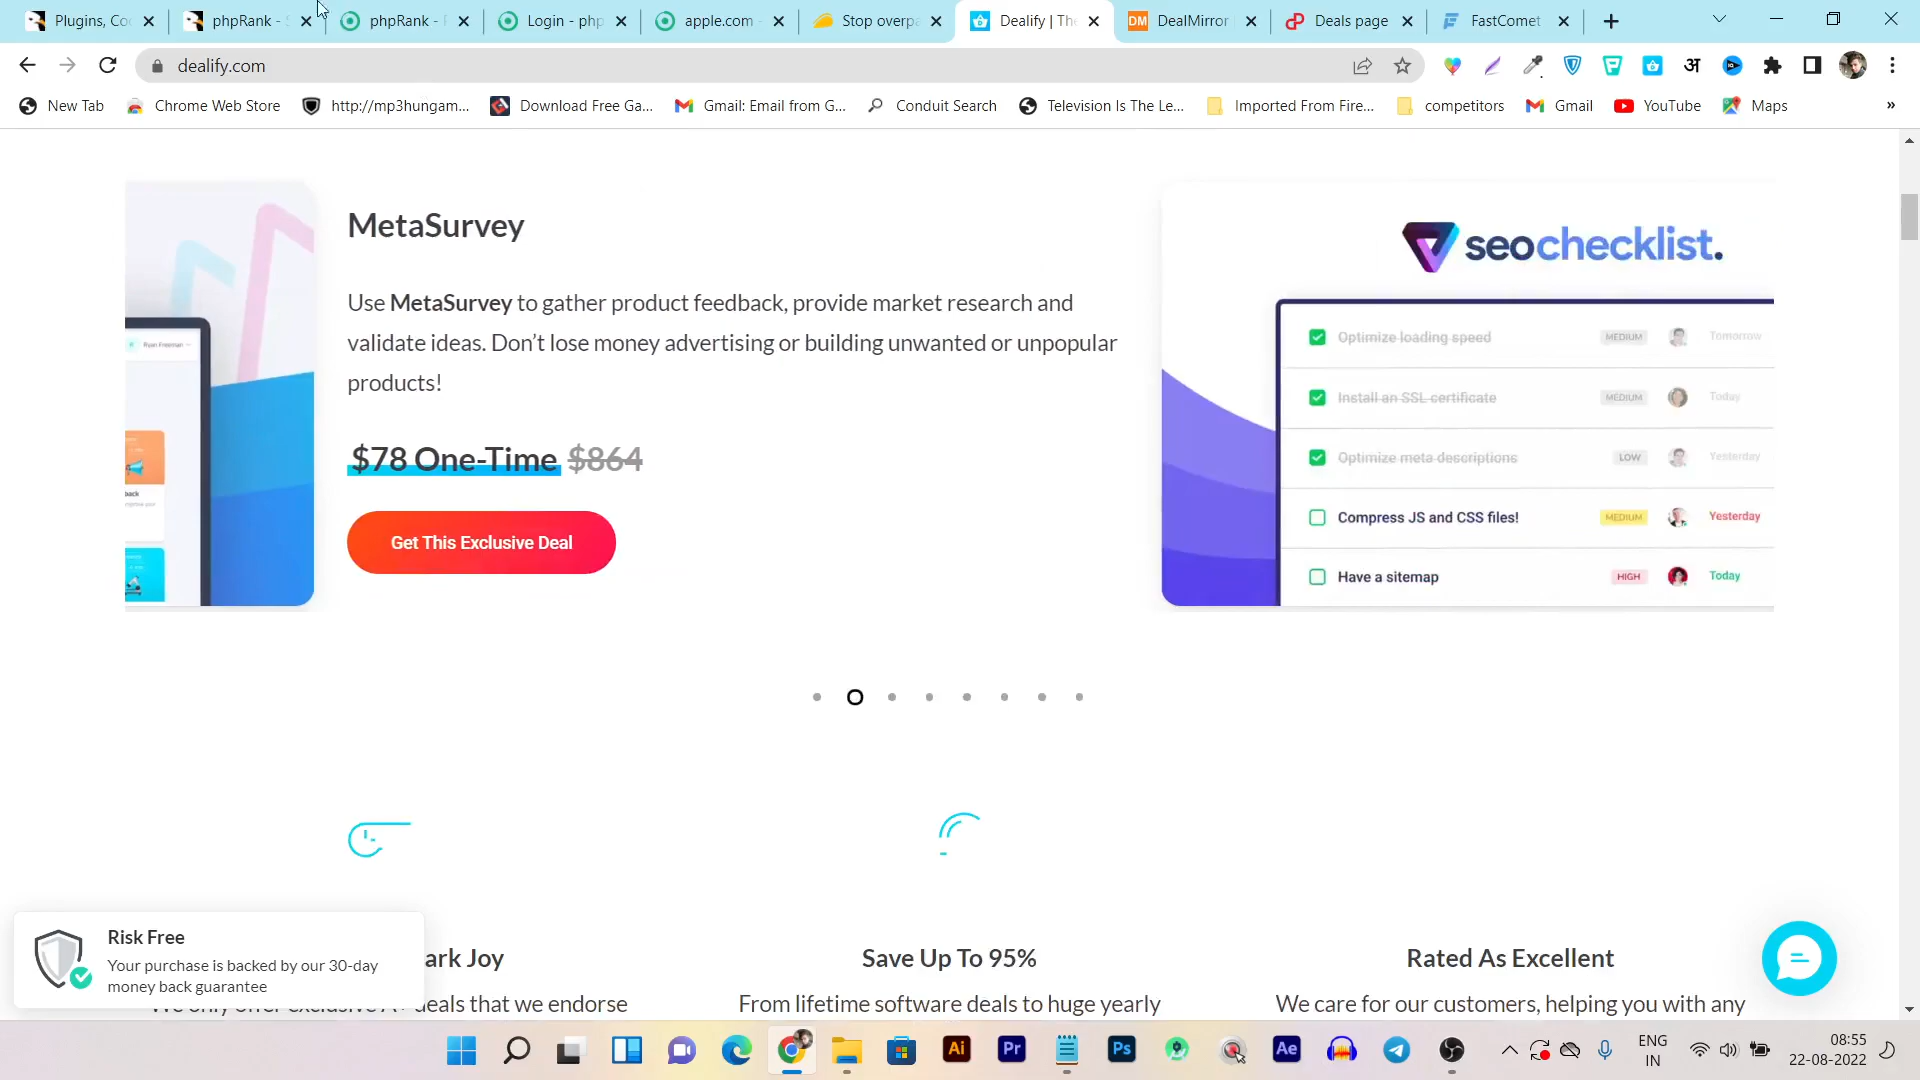 Plugins, Co
phpRank - S
phpRank - F
Login - php
apple.com -
Stop overpa
Dealify | The
DealMirror
Deals page
FastComet
dealify.com
New Tab
Chrome Web Store
http://mp3hungam...
Download Free Ga...
Gmail: Email from G...
Conduit Search
Television Is The Le...
Imported From Fire...
competitors
Gmail
YouTube
Maps
»
MetaSurvey
Use MetaSurvey to gather product feedback, provide market research and
validate ideas. Don't lose money advertising or building unwanted or unpopular
products!
$78 One-Time $864
Get This Exclusive Deal
Ryan Freeman
seochecklist.
Optimize loading speed MEDIUM Tomorrow
Install an SSL certificate MEDIUM Today
Optimize meta descriptions LOW Yesterday
Compress JS and CSS files! MEDIUM Yesterday
Have a sitemap HIGH Today
ark Joy
deals that we endorse
Save Up To 95%
From lifetime software deals to huge yearly
Rated As Excellent
We care for our customers, helping you with any
Risk Free
Your purchase is backed by our 30-day
money back guarantee
ENG
IN
08:55
22-08-2022